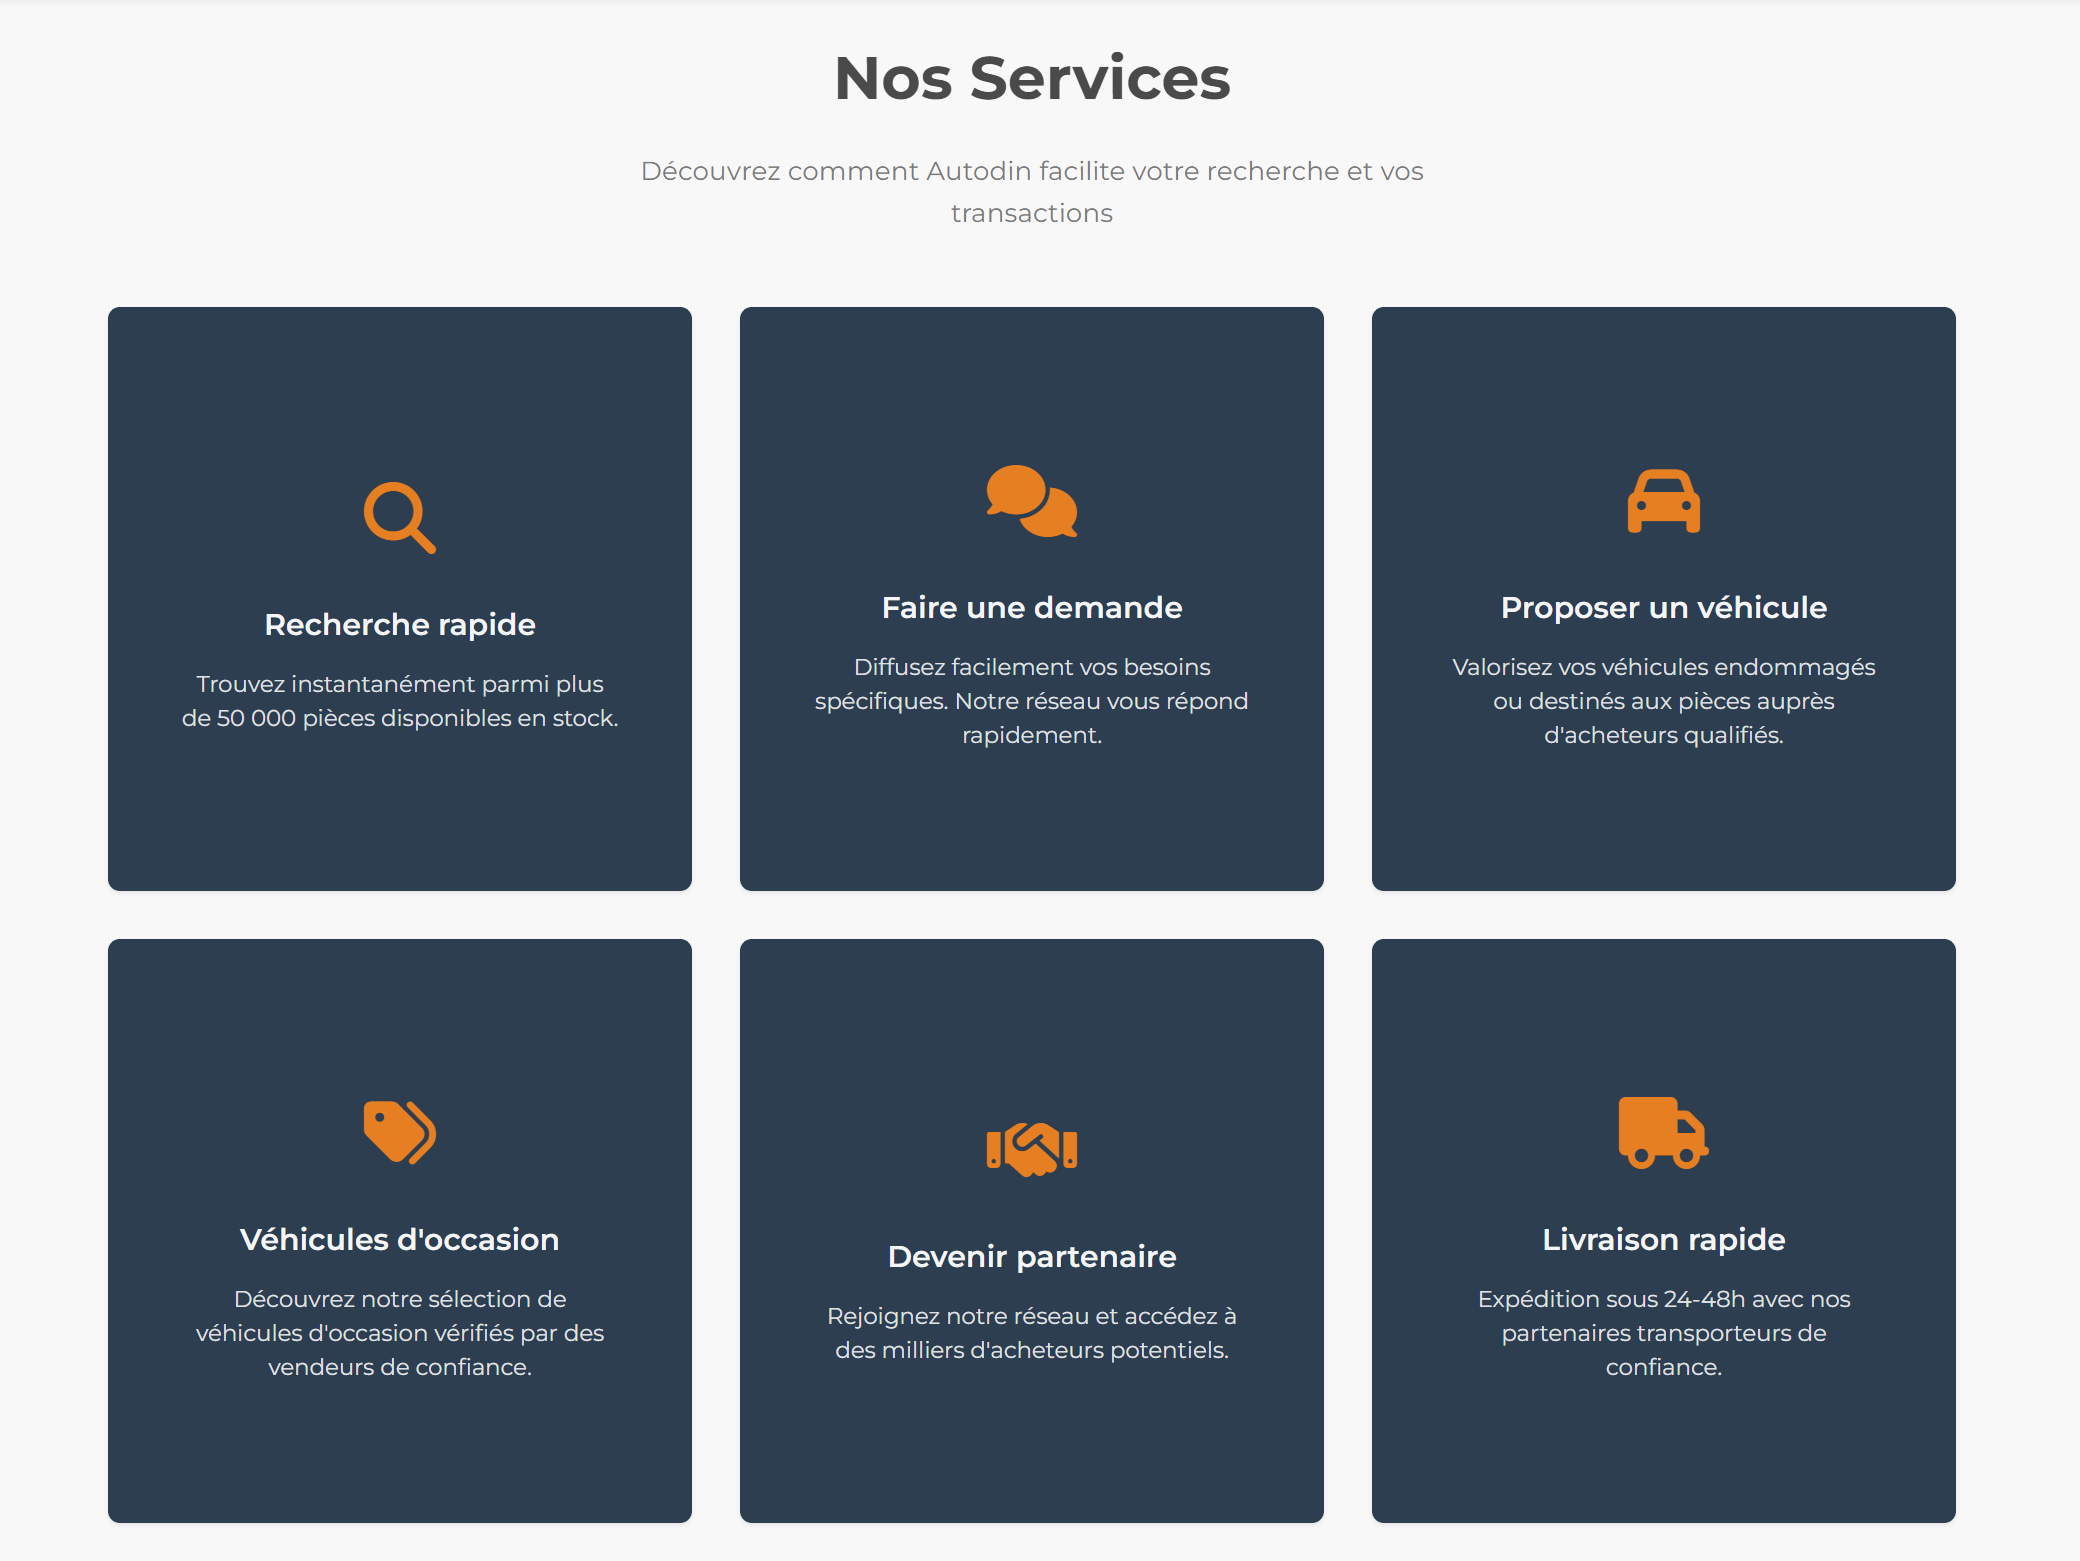 Nos Services
Découvrez comment Autodin facilite votre recherche et vos
transactions
Recherche rapide
Trouvez instantanément parmi plus
de 50 000 pièces disponibles en stock.
Faire une demande
Diffusez facilement vos besoins
spécifiques. Notre réseau vous répond
rapidement.
Proposer un véhicule
Valorisez vos véhicules endommagés
ou destinés aux pièces auprès
d'acheteurs qualifiés.
Véhicules d'occasion
Découvrez notre sélection de
véhicules d'occasion vérifiés par des
vendeurs de confiance.
Devenir partenaire
Rejoignez notre réseau et accédez à
des milliers d'acheteurs potentiels.
Livraison rapide
Expédition sous 24-48h avec nos
partenaires transporteurs de
confiance.